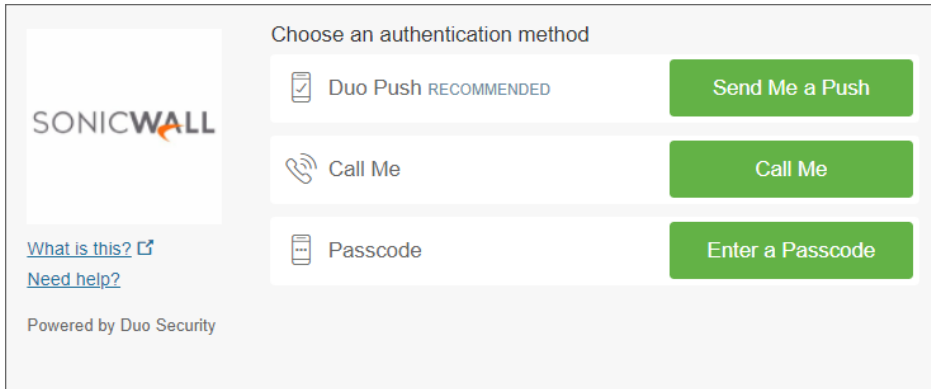 SONICWALL
What is this?
Need help?
Powered by Duo Security
Choose an authentication method
Duo Push RECOMMENDED
Send Me a Push
Call Me
Call Me
Passcode
Enter a Passcode